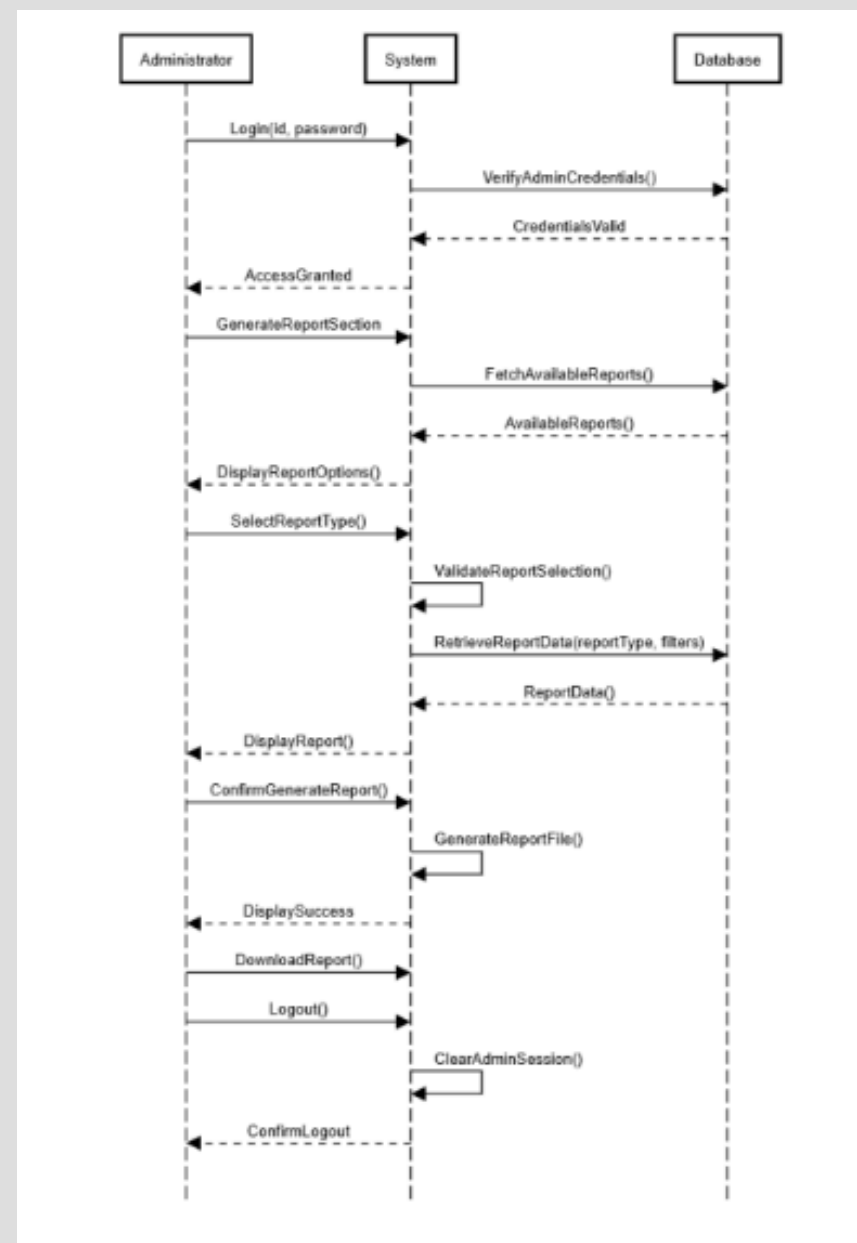 Administrator
System
Database
Login(id, password)
VerifyAdminCredentials()
CredentialsValid
AccessGranted
GenerateReportSection
FetchAvailableReports()
AvailableReports()
DisplayReportOptions()
SelectReportType()
ValidateReportSelection()
RetrieveReportData(reportType, filters)
ReportData()
DisplayReport()
ConfirmGenerateReport()
GenerateReportFile()
DisplaySuccess
DownloadReport()
Logout()
ClearAdminSession()
ConfirmLogout